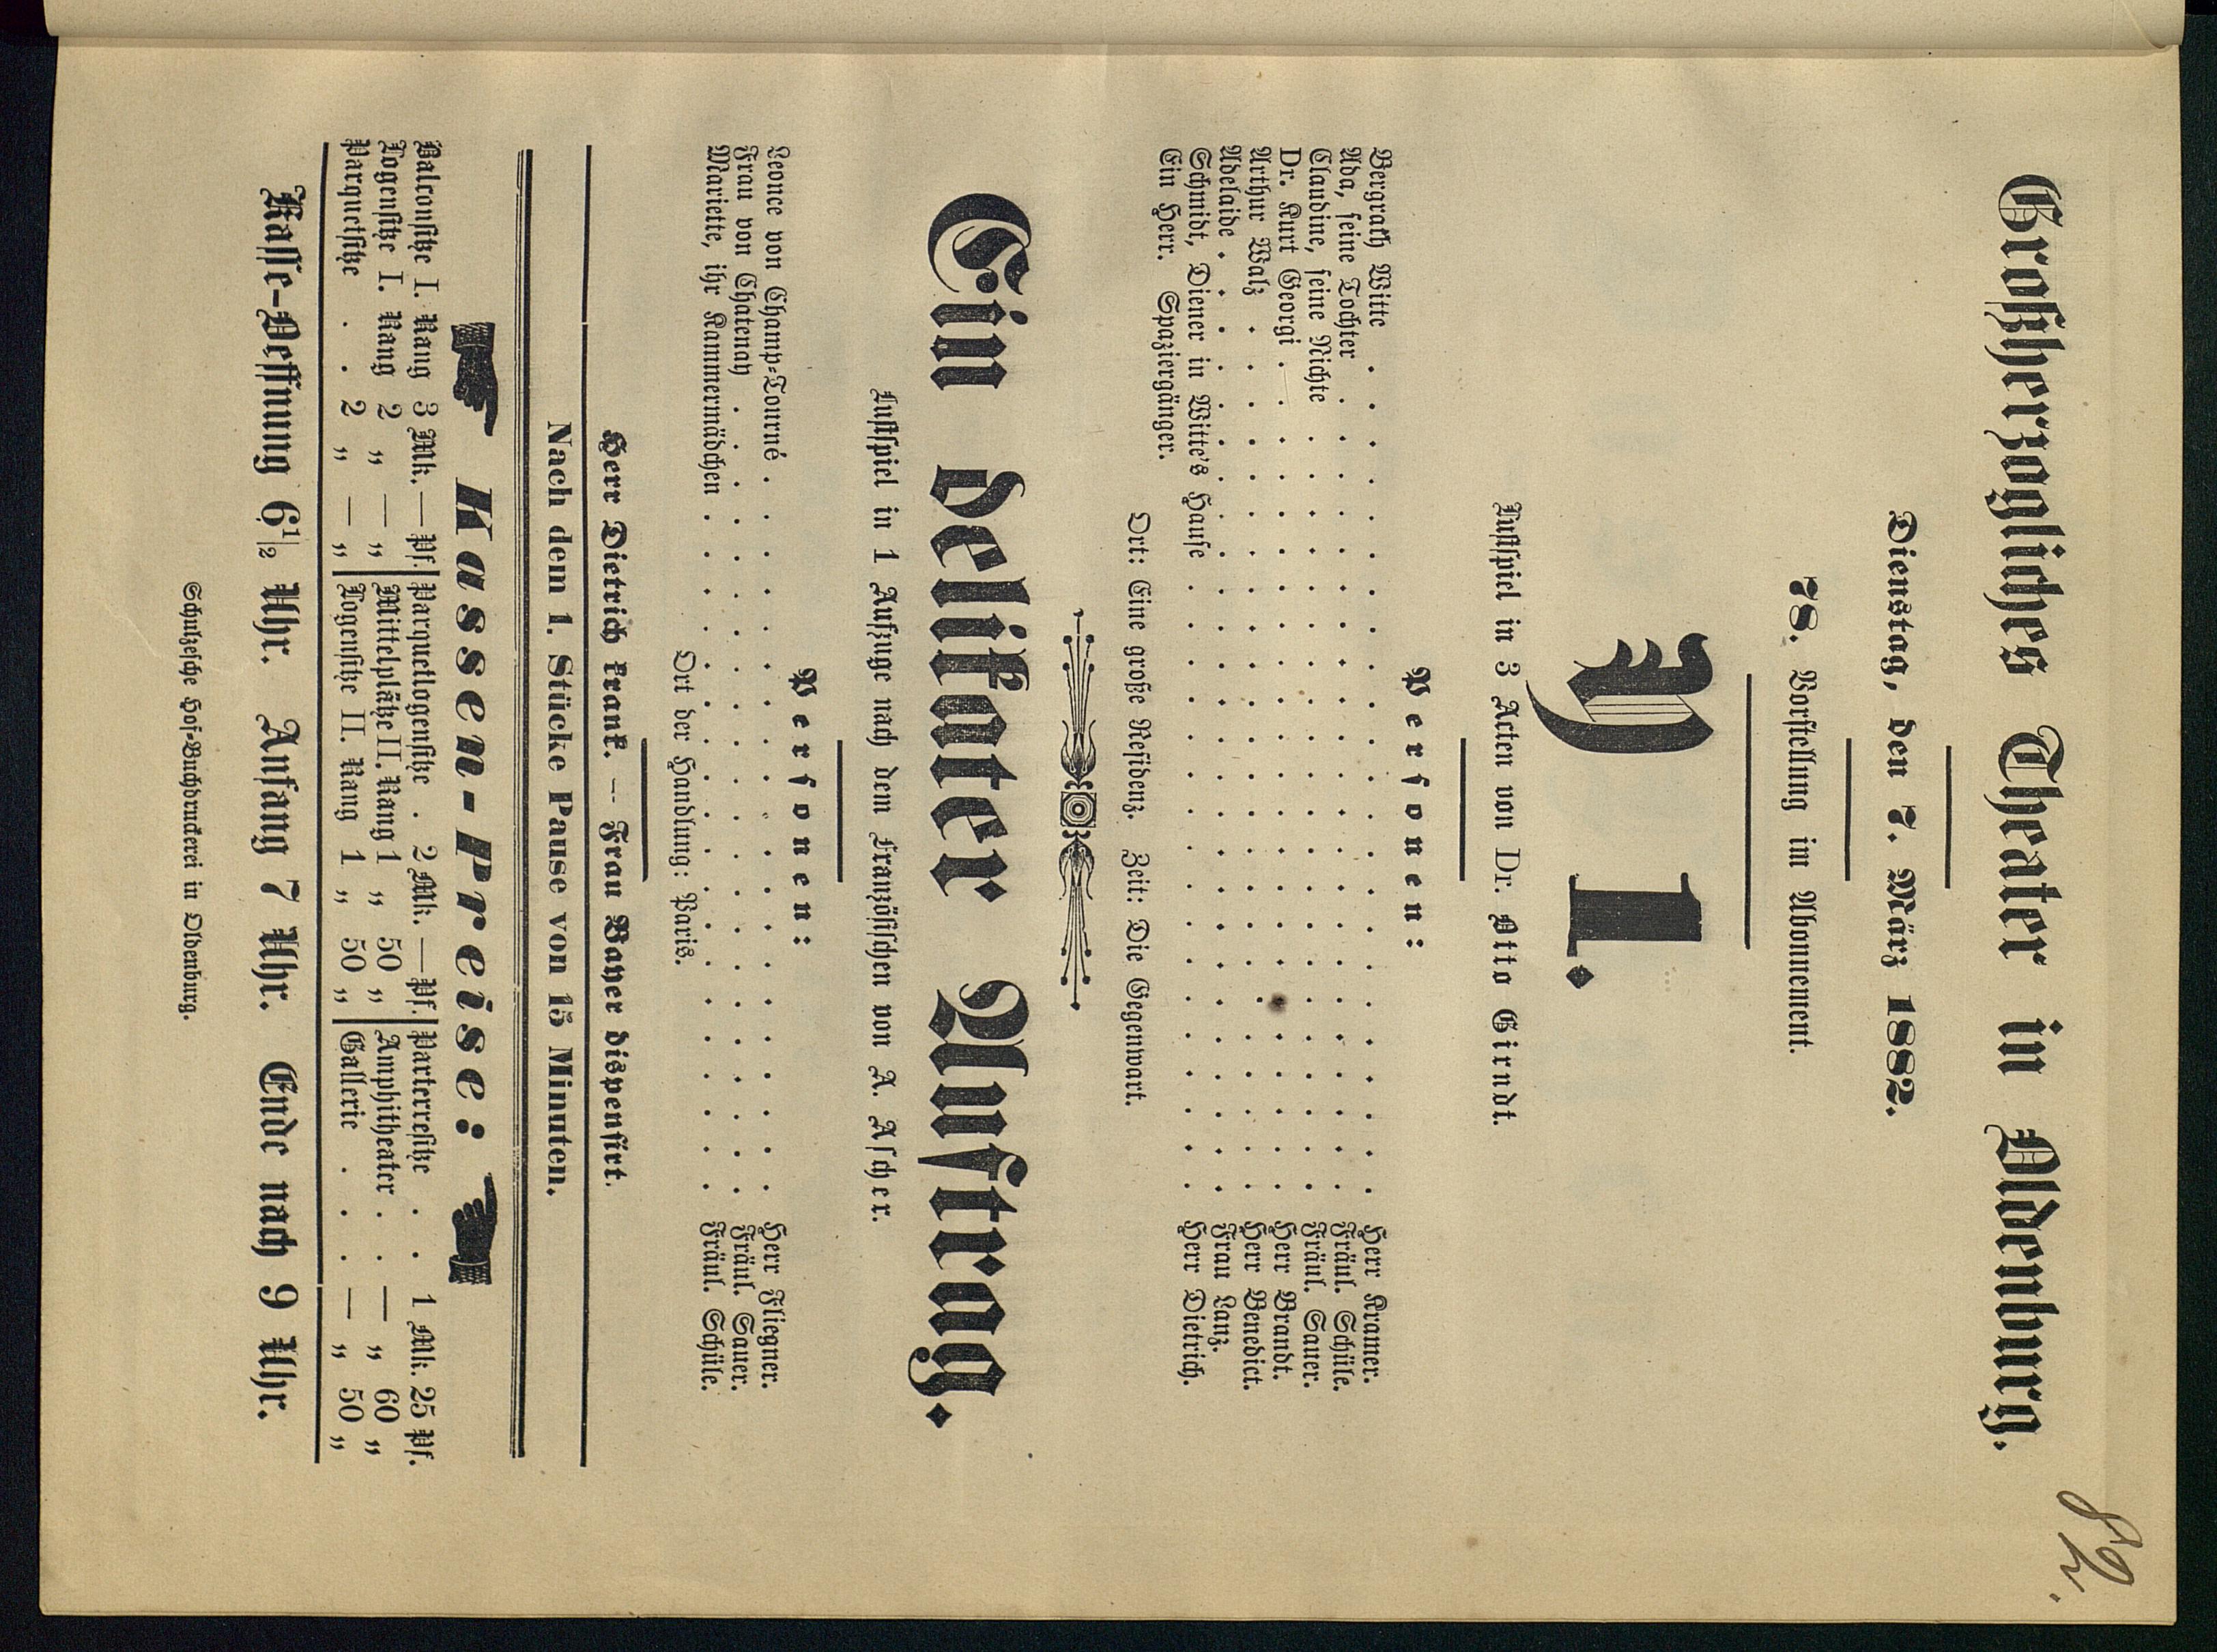 82.
Großherzogliches Theater in Oldenburg.
Dienstag, den 7. März 1882.
78. Vorstellung im Abonnement.
Y 1.
Lustspiel in 3 Acten von Dr. Otto Girndt.
Personen:
Bergrath Witte . . . . . Herr Kramer.
Ada, seine Tochter . . . . . Fräul. Schüle.
Claudine, seine Nichte . . . . . Fräul. Sauer.
Dr. Kurt Georgi . . . . . Herr Brandt.
Arthur Walz . . . . . Herr Benedict.
Adelaide . . . . . Frau Lanz.
Schmidt, Diener in Witte's Hause . . . . . Herr Dietrich.
Ein Herr. Spaziergänger.
Ort: Eine große Residenz. Zeit: Die Gegenwart.
Ein delikater Auftrag.
Lustspiel in 1 Aufzuge nach dem Französischen von A. Ascher.
Personen:
Leonce von Champ-Tourné . . . . . Herr Fliegner.
Frau von Chatenay . . . . . Fräul. Sauer.
Mariette, ihr Kammermädchen . . . . . Fräul. Schüle.
Ort der Handlung: Paris.
Herr Dietrich krank. — Frau Bayer dispensirt.
Nach dem 1. Stücke Pause von 15 Minuten.
Kassen-Preise:
Balconsitze I. Rang 3 Mk. — Pf. Parquetlogensitze . 2 Mk. — Pf. Parterresitze . . 1 Mk. 25 Pf.
Logensitze I. Rang 2 „ — „ Mittelplätze II. Rang 1 „ 50 „ Amphitheater . . — „ 60 „
Parquetsitze . . 2 „ — „ Logensitze II. Rang 1 „ 50 „ Gallerie . . . — „ 50 „
Kasse-Oeffnung 6 1/2 Uhr. Anfang 7 Uhr. Ende nach 9 Uhr.
Schulzesche Hof-Buchdruckerei in Oldenburg.